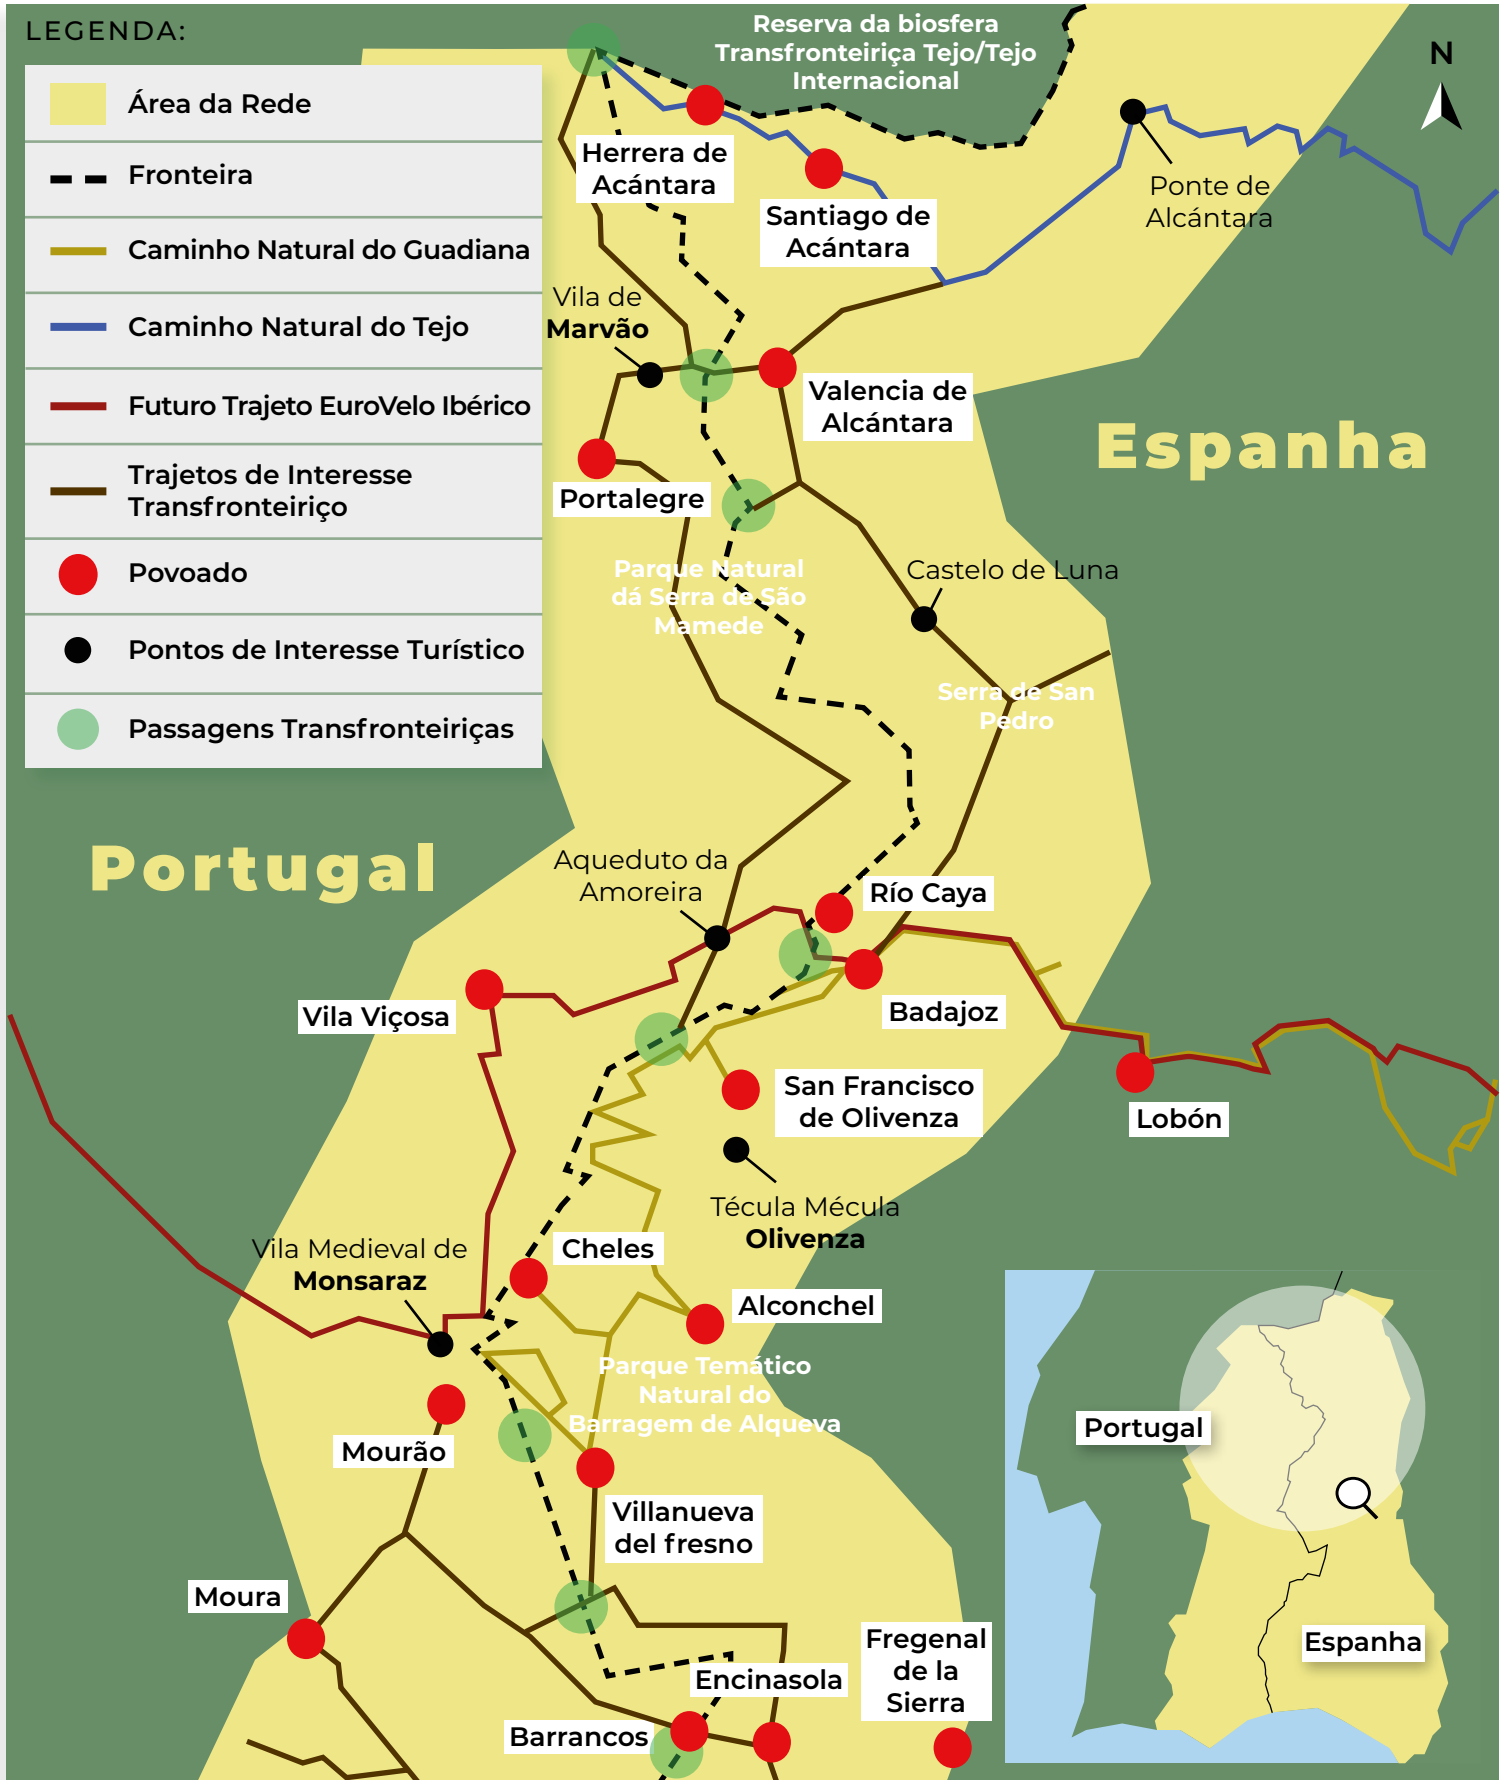 LEGENDA:
Área da Rede
Fronteira
Caminho Natural do Guadiana
Caminho Natural do Tejo
Futuro Trajeto EuroVelo Ibérico
Trajetos de Interesse
Transfronteiriço
Povoado
Pontos de Interesse Turístico
Passagens Transfronteiriças
Reserva da biosfera
Transfronteiriça Tejo/Tejo
Internacional
N
Herrera de
Acántara
Santiago de
Acántara
Ponte de
Alcántara
Vila de
Marvão
Valencia de
Alcántara
Espanha
Portalegre
Parque Natural
dá Serra de São
Mamede
Castelo de Luna
Serra de San
Pedro
Portugal
Aqueduto da
Amoreira
Río Caya
Vila Viçosa
Badajoz
San Francisco
de Olivenza
Lobón
Técula Mécula
Olivenza
Vila Medieval de
Monsaraz
Cheles
Alconchel
Parque Temático
Natural do
Barragem de Alqueva
Mourão
Villanueva
del fresno
Moura
Fregenal
de la
Sierra
Encinasola
Barrancos
Portugal
Espanha